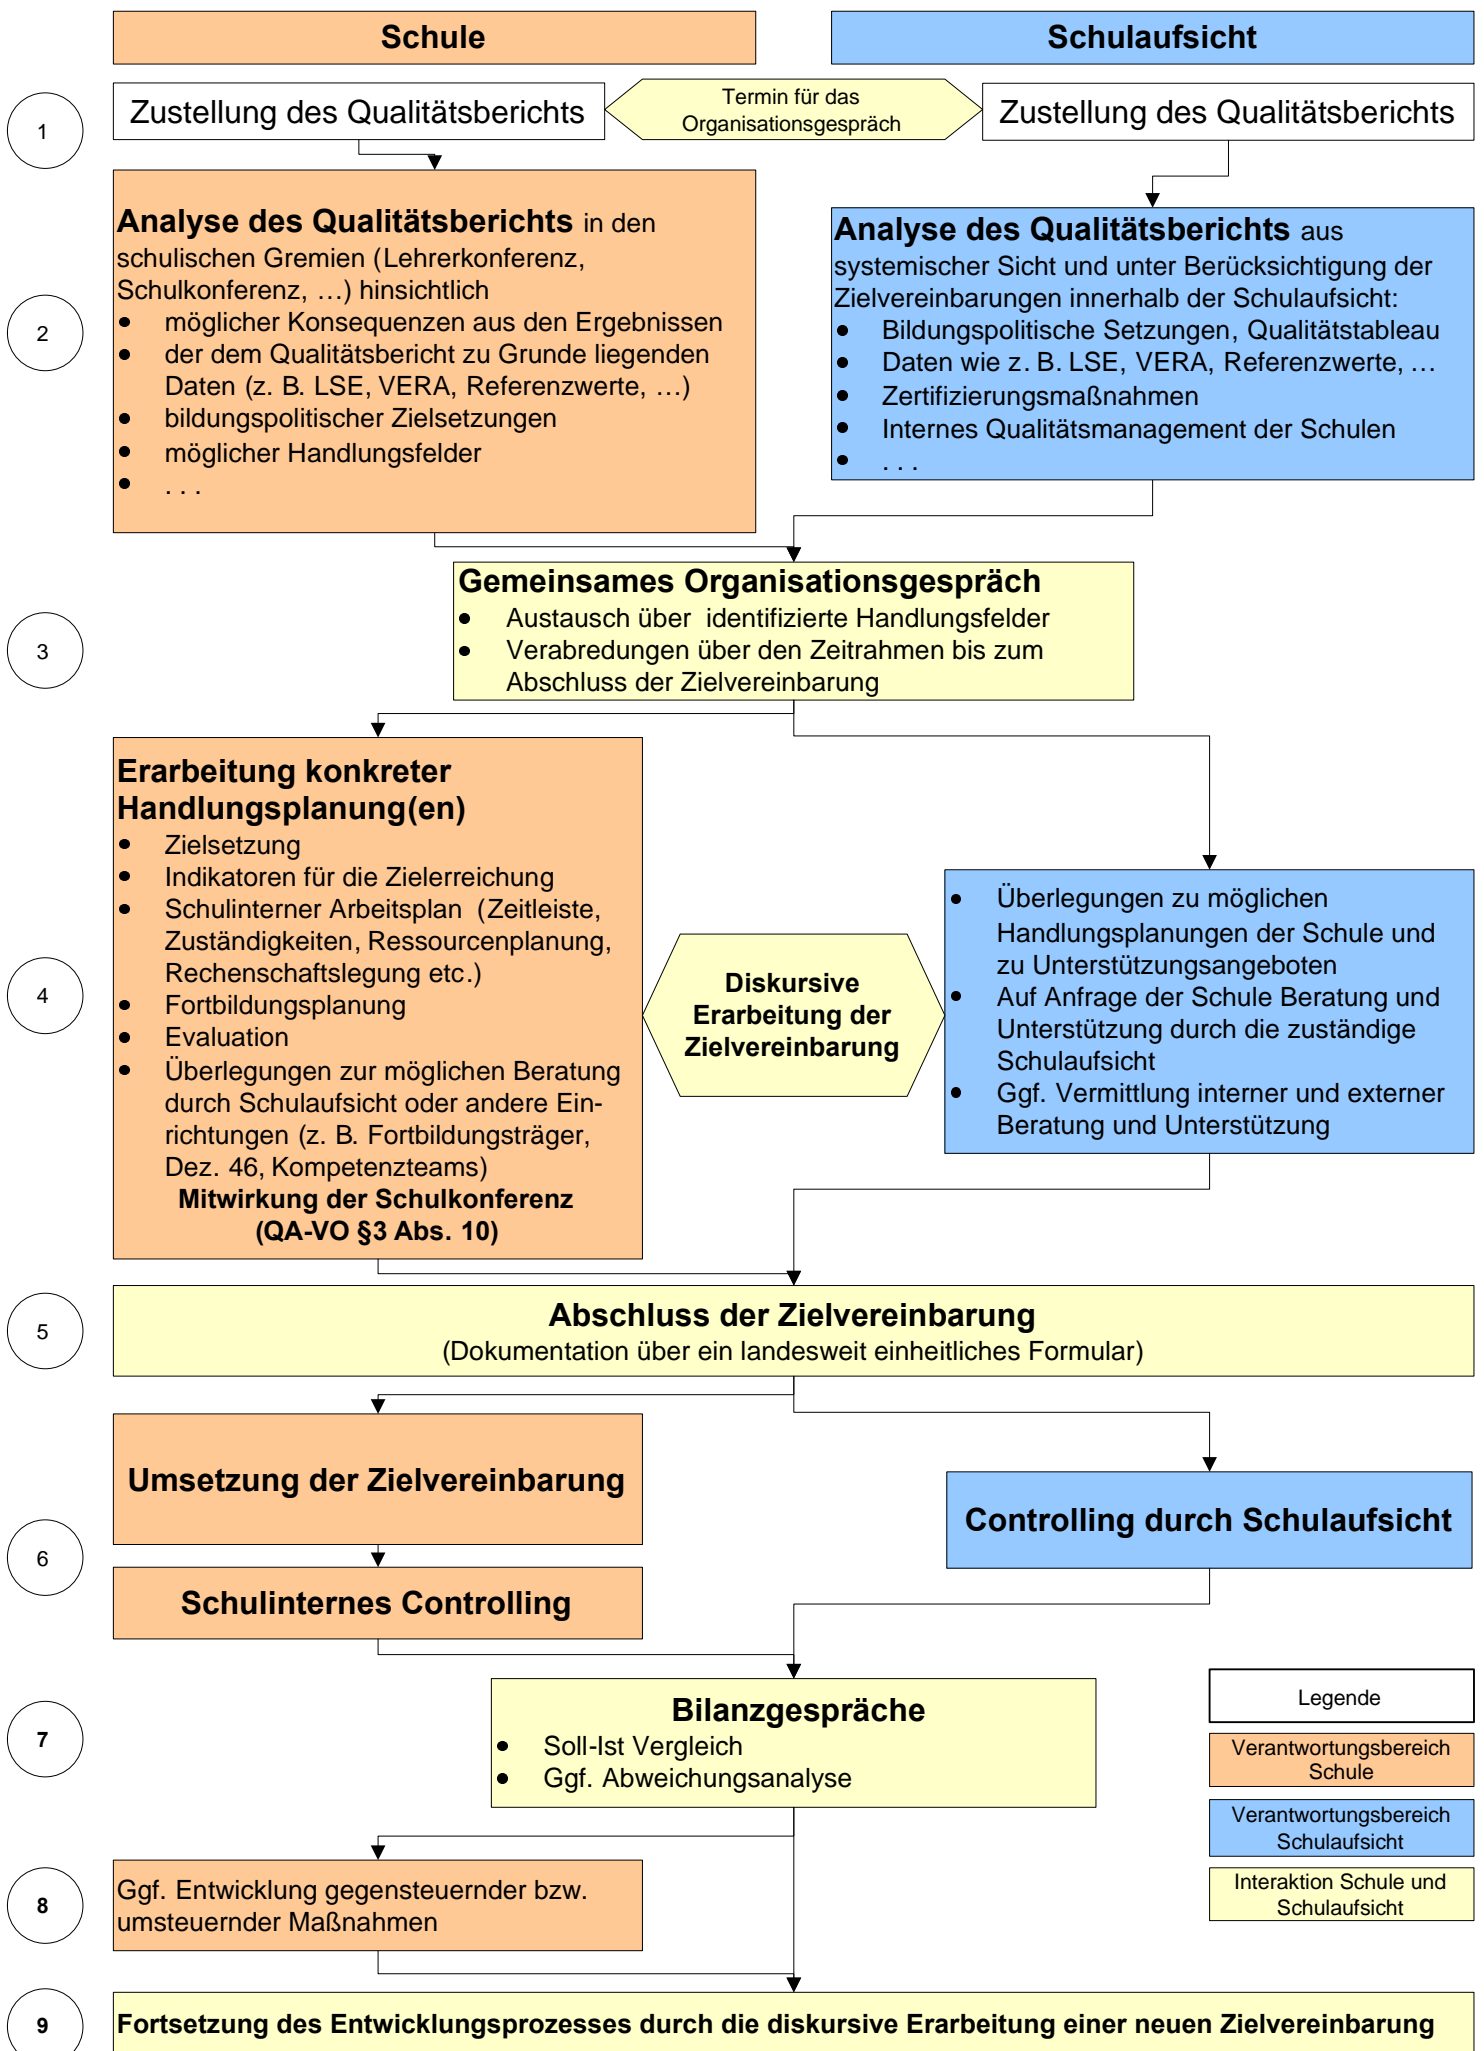 Schule
Schulaufsicht
1
Zustellung des Qualitätsberichts
Termin für das
Organisationsgespräch
Zustellung des Qualitätsberichts
2
Analyse des Qualitätsberichts in den
schulischen Gremien (Lehrerkonferenz,
Schulkonferenz, …) hinsichtlich
• möglicher Konsequenzen aus den Ergebnissen
• der dem Qualitätsbericht zu Grunde liegenden
Daten (z. B. LSE, VERA, Referenzwerte, …)
• bildungspolitischer Zielsetzungen
• möglicher Handlungsfelder
• . . .
Analyse des Qualitätsberichts aus
systemischer Sicht und unter Berücksichtigung der
Zielvereinbarungen innerhalb der Schulaufsicht:
• Bildungspolitische Setzungen, Qualitätstableau
• Daten wie z. B. LSE, VERA, Referenzwerte, …
• Zertifizierungsmaßnahmen
• Internes Qualitätsmanagement der Schulen
• . . .
3
Gemeinsames Organisationsgespräch
• Austausch über identifizierte Handlungsfelder
• Verabredungen über den Zeitrahmen bis zum
Abschluss der Zielvereinbarung
4
Erarbeitung konkreter
Handlungsplanung(en)
• Zielsetzung
• Indikatoren für die Zielerreichung
• Schulinterner Arbeitsplan (Zeitleiste,
Zuständigkeiten, Ressourcenplanung,
Rechenschaftslegung etc.)
• Fortbildungsplanung
• Evaluation
• Überlegungen zur möglichen Beratung
durch Schulaufsicht oder andere Ein-
richtungen (z. B. Fortbildungsträger,
Dez. 46, Kompetenzteams)
Mitwirkung der Schulkonferenz
(QA-VO §3 Abs. 10)
Diskursive
Erarbeitung der
Zielvereinbarung
• Überlegungen zu möglichen
Handlungsplanungen der Schule und
zu Unterstützungsangeboten
• Auf Anfrage der Schule Beratung und
Unterstützung durch die zuständige
Schulaufsicht
• Ggf. Vermittlung interner und externer
Beratung und Unterstützung
5
Abschluss der Zielvereinbarung
(Dokumentation über ein landesweit einheitliches Formular)
6
Umsetzung der Zielvereinbarung
Controlling durch Schulaufsicht
Schulinternes Controlling
7
Bilanzgespräche
• Soll-Ist Vergleich
• Ggf. Abweichungsanalyse
Legende
Verantwortungsbereich
Schule
Verantwortungsbereich
Schulaufsicht
Interaktion Schule und
Schulaufsicht
8
Ggf. Entwicklung gegensteuernder bzw.
umsteuernder Maßnahmen
9
Fortsetzung des Entwicklungsprozesses durch die diskursive Erarbeitung einer neuen Zielvereinbarung